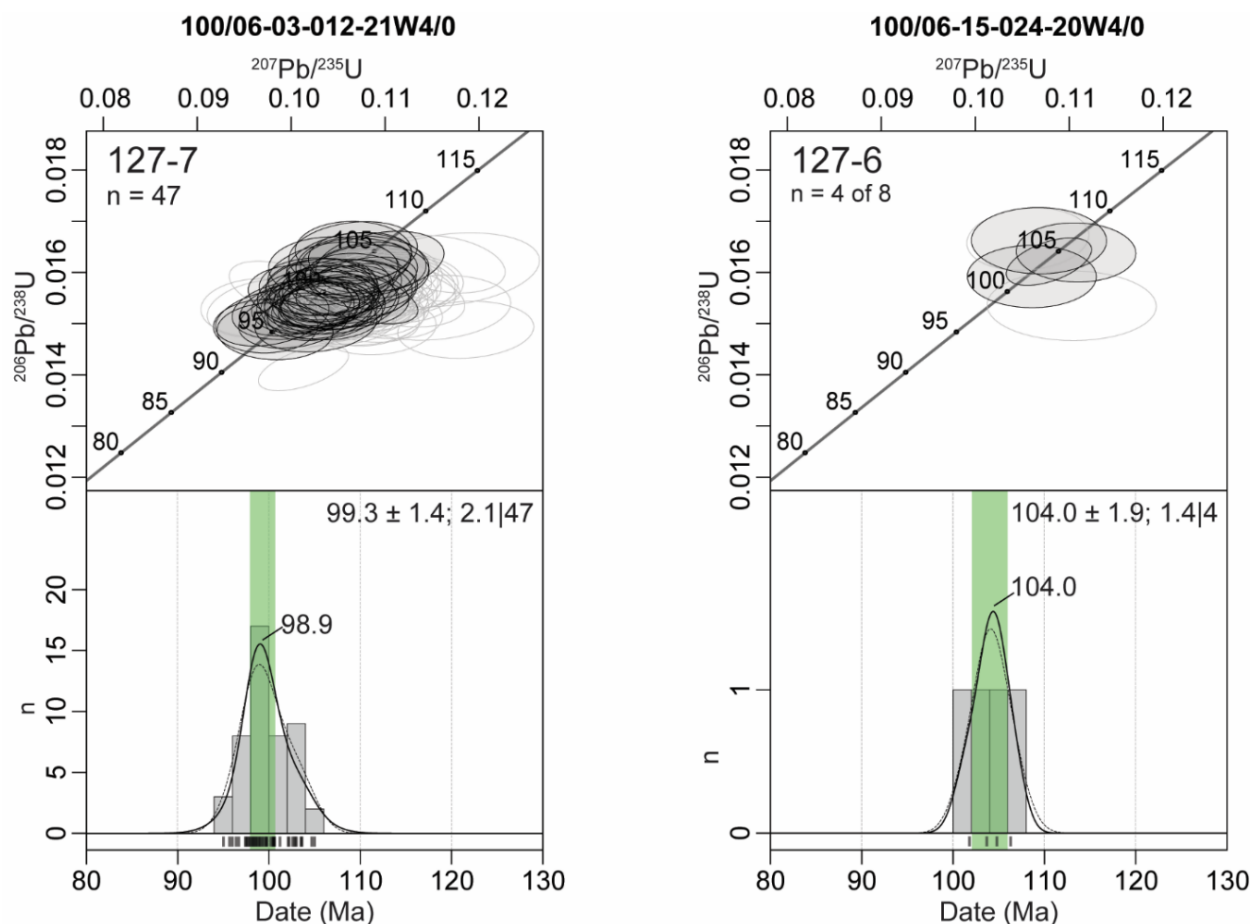 100/06-03-012-21W4/0
207Pb/235U
0.08 0.09 0.10 0.11 0.12
206Pb/238U
0.012 0.014 0.016 0.018
127-7
n = 47
80
85
90
95
105
110
115
99.3 ± 1.4; 2.1|47
98.9
n
0 5 10 15 20
80 90 100 110 120 130
Date (Ma)
100/06-15-024-20W4/0
207Pb/235U
0.08 0.09 0.10 0.11 0.12
206Pb/238U
0.012 0.014 0.016 0.018
127-6
n = 4 of 8
80
85
90
95
100
105
110
115
104.0 ± 1.9; 1.4|4
104.0
n
0 1
80 90 100 110 120 130
Date (Ma)